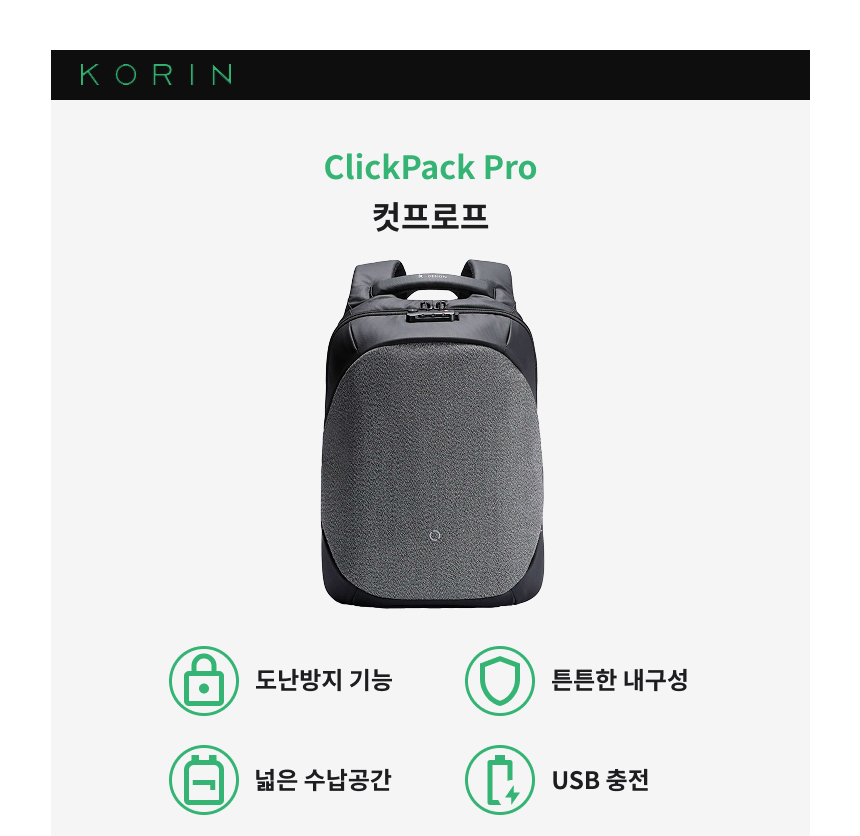 KORIN
ClickPack Pro
컷프로프
도난방지 기능
튼튼한 내구성
넓은 수납공간
USB 충전